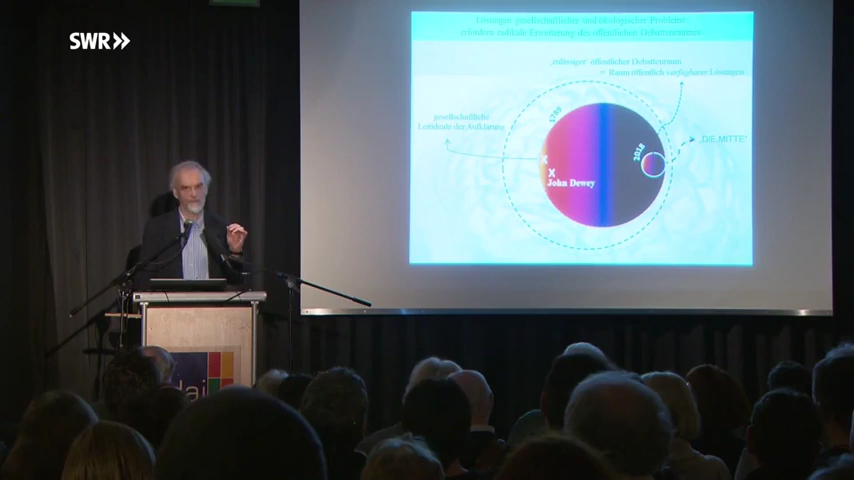 SWR
Lösungen gesellschaftlicher und ökologischer Probleme
erfordern radikale Erweiterung des öffentlichen Debattenraumes
„zulässiger" öffentlicher Debattenraum
= Raum öffentlich verfügbarer Lösungen
gesellschaftliche
Leitideale der Aufklärung
1789
2018
„DIE MITTE"
X
X
John Dewey
dai